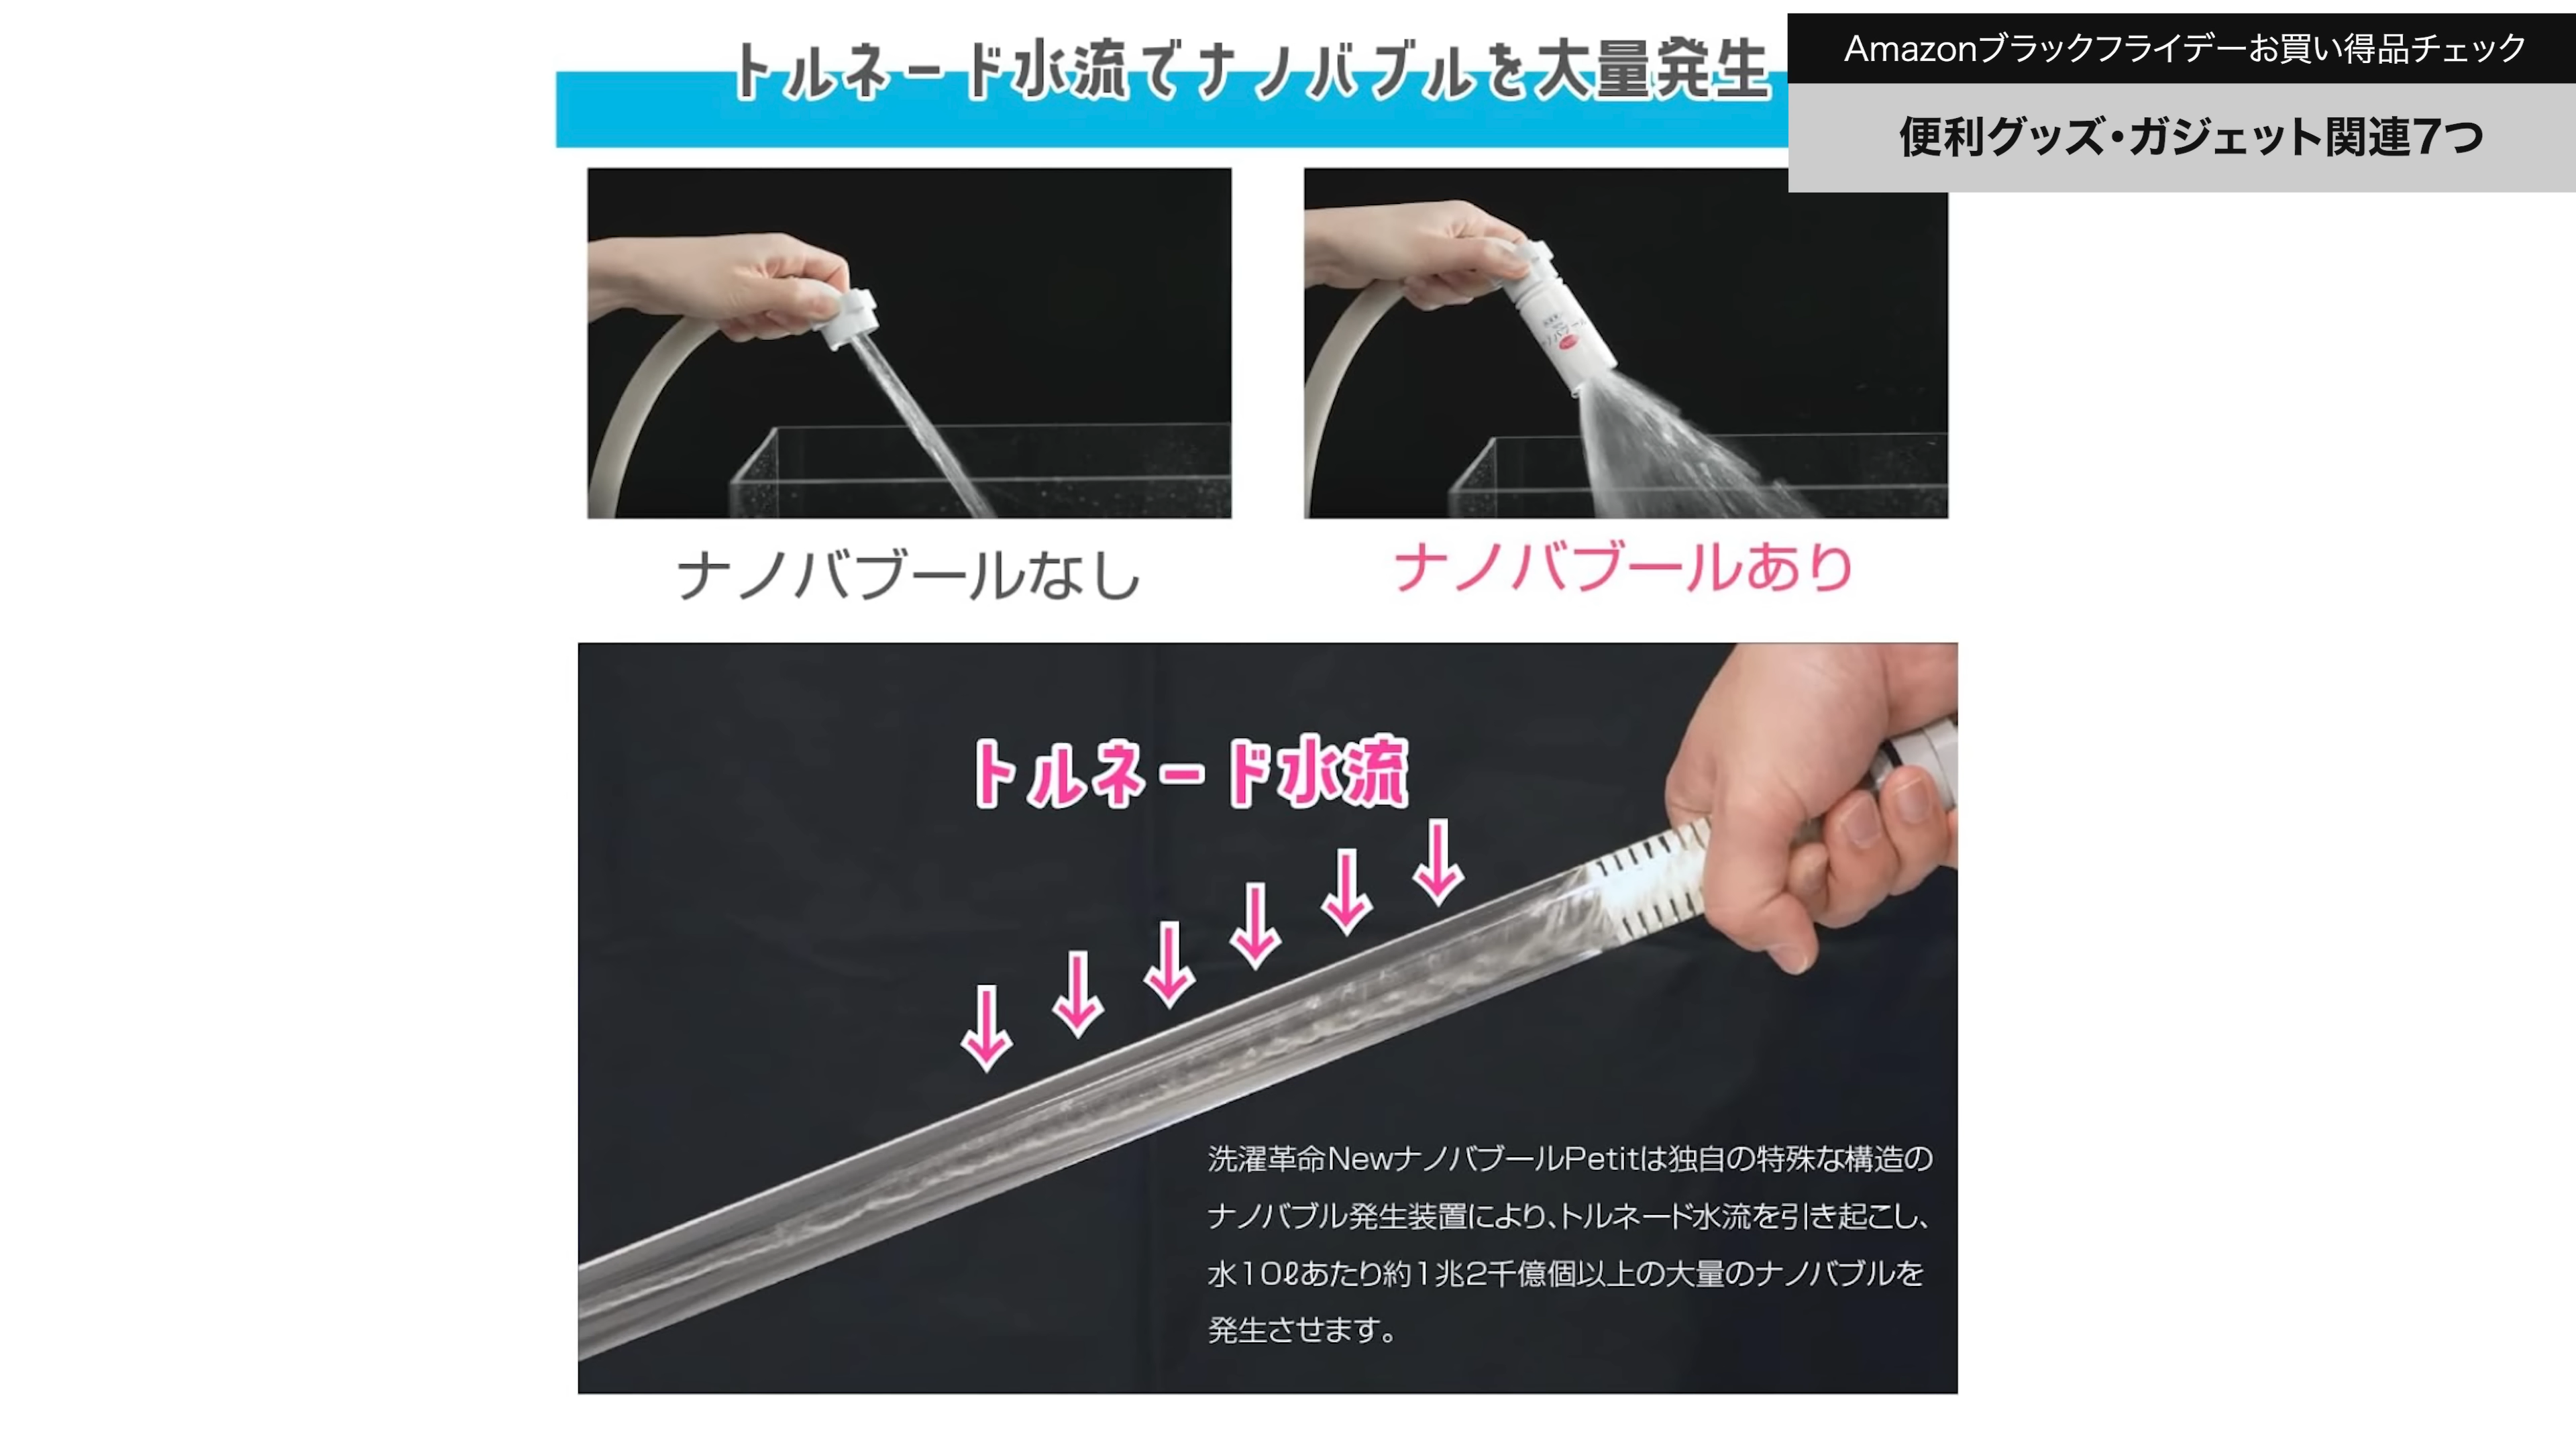 トルネード水流でナノバブルを大量発生
Amazonブラックフライデーお買い得品チェック
便利グッズ・ガジェット関連7つ
ナノバブールなし
ナノバブールあり
トルネード水流
洗濯革命NewナノバブールPetitは独自の特殊な構造の
ナノバブル発生装置により、トルネード水流を引き起こし、
水10ℓあたり約1兆2千億個以上の大量のナノバブルを
発生させます。